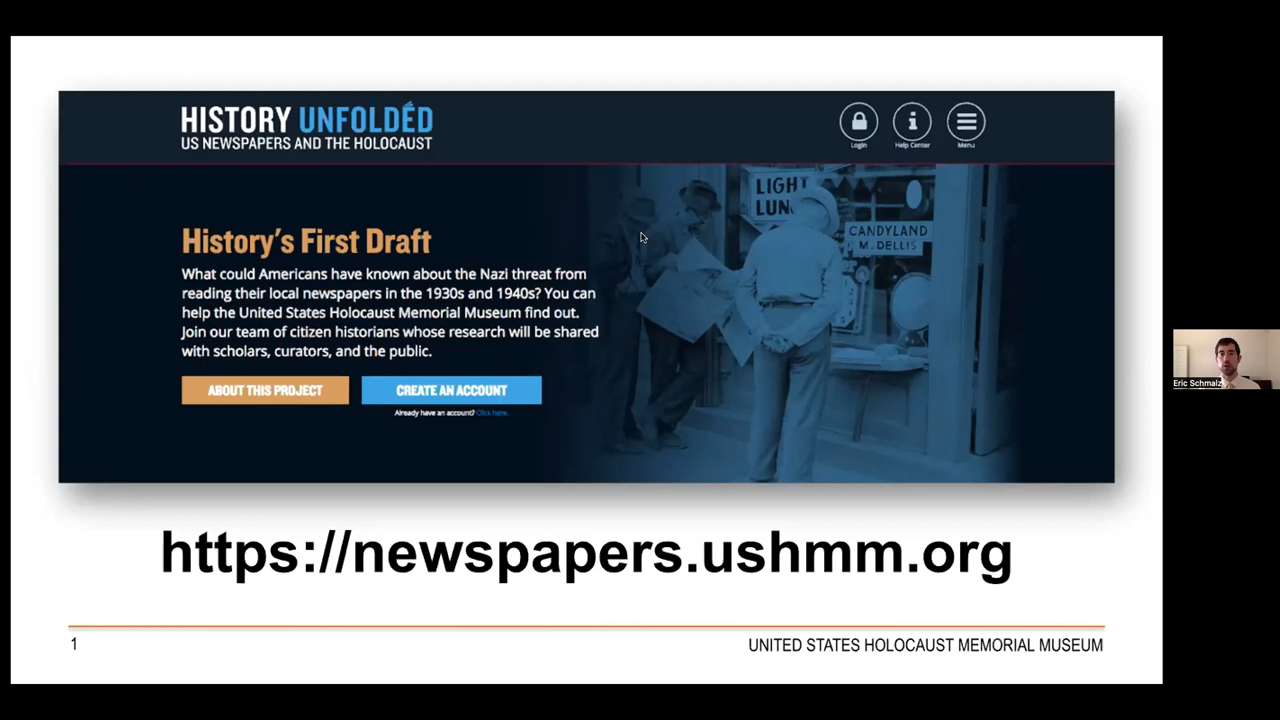 HISTORY UNFOLDÉD
US NEWSPAPERS AND THE HOLOCAUST
Login
Help Center
Menu
LIGHT
LUN
CANDYLAND
M. DELLIS
History's First Draft
What could Americans have known about the Nazi threat from
reading their local newspapers in the 1930s and 1940s? You can
help the United States Holocaust Memorial Museum find out.
Join our team of citizen historians whose research will be shared
with scholars, curators, and the public.
ABOUT THIS PROJECT
CREATE AN ACCOUNT
Already have an account? Click here.
https://newspapers.ushmm.org
1
UNITED STATES HOLOCAUST MEMORIAL MUSEUM
Eric Schmalz